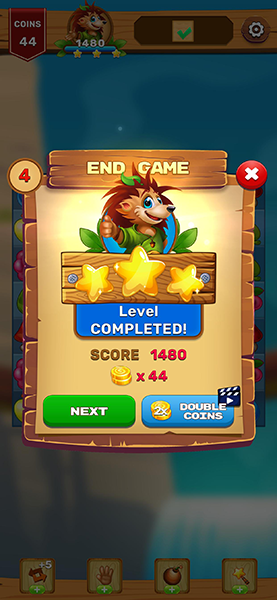 COINS
44
1480
4
END GAME
Level
COMPLETED!
SCORE 1480
x 44
NEXT
2X
DOUBLE
COINS
+5